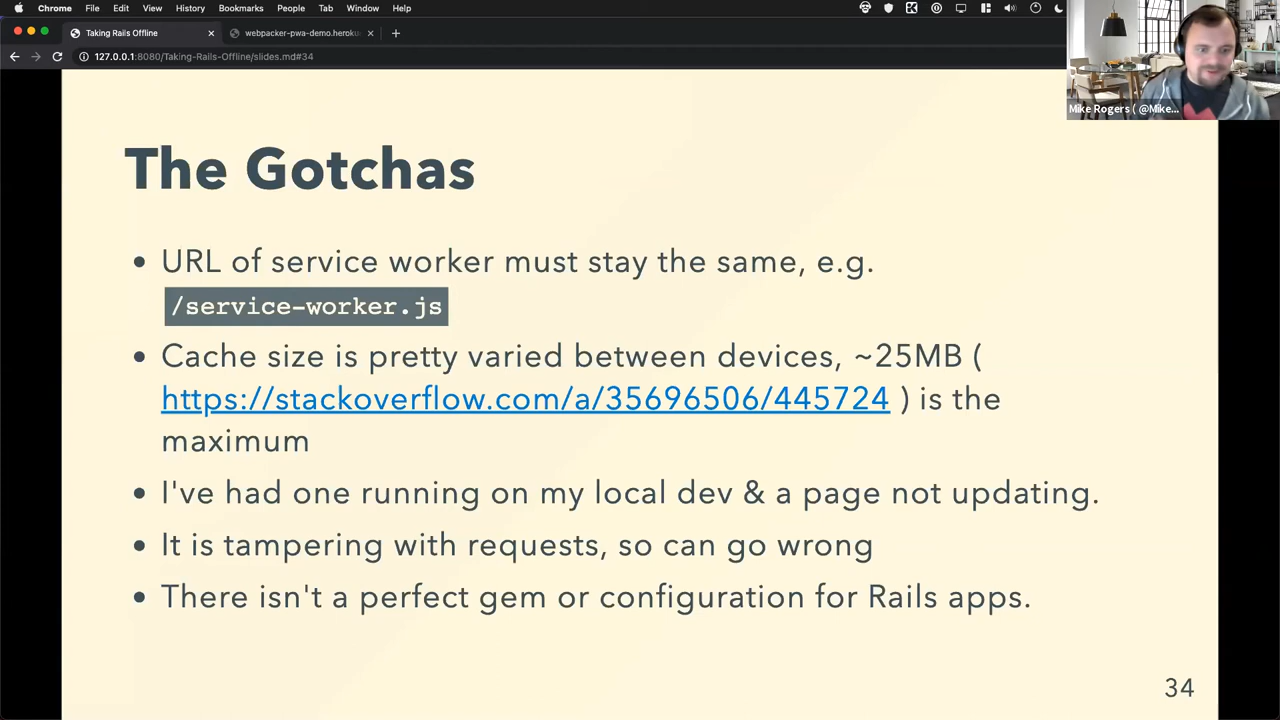 Chrome File Edit View History Bookmarks People Tab Window Help
Taking Rails Offline
webpacker-pwa-demo.heroku
127.0.0.1:8080/Taking-Rails-Offline/slides.md#34
Mike Rogers ( @Mike...
The Gotchas
• URL of service worker must stay the same, e.g.
/service-worker.js
• Cache size is pretty varied between devices, ~25MB (
https://stackoverflow.com/a/35696506/445724 ) is the
maximum
• I've had one running on my local dev & a page not updating.
• It is tampering with requests, so can go wrong
• There isn't a perfect gem or configuration for Rails apps.
34